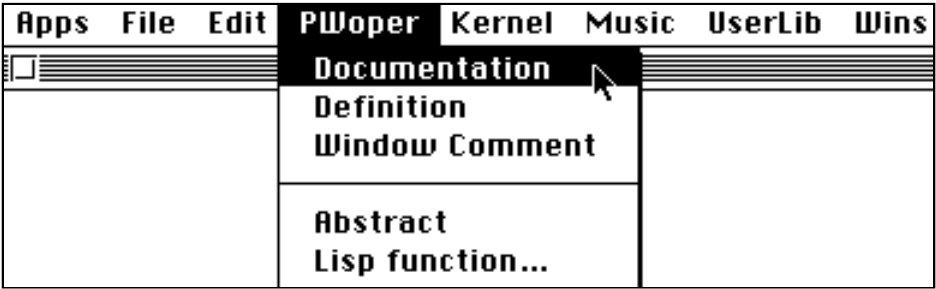 Apps File Edit PWoper Kernel Music UserLib Wins
Documentation
Definition
Window Comment
Abstract
Lisp function...